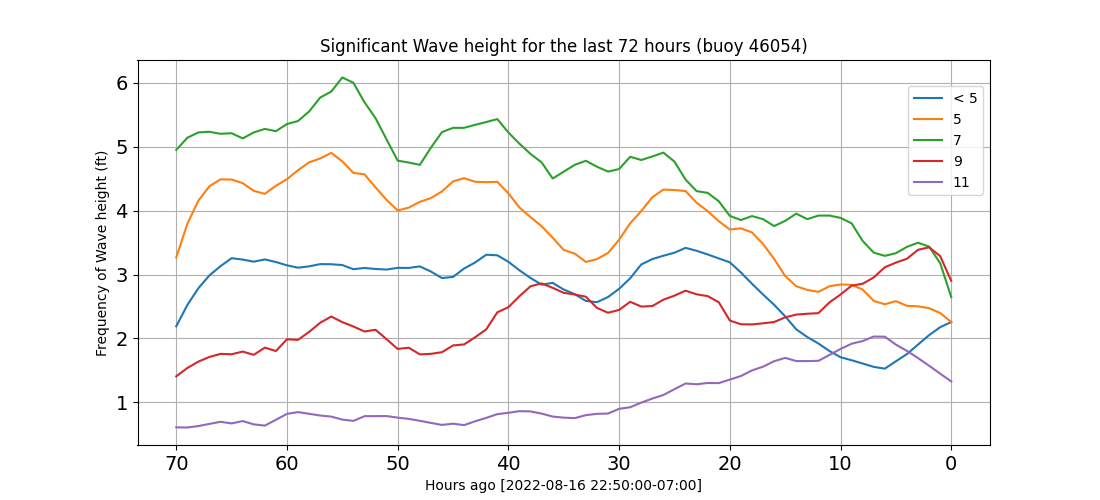 Significant Wave height for the last 72 hours (buoy 46054)
Frequency of Wave height (ft)
6
5
4
3
2
1
< 5
5
7
9
11
70 60 50 40 30 20 10 0
Hours ago [2022-08-16 22:50:00-07:00]